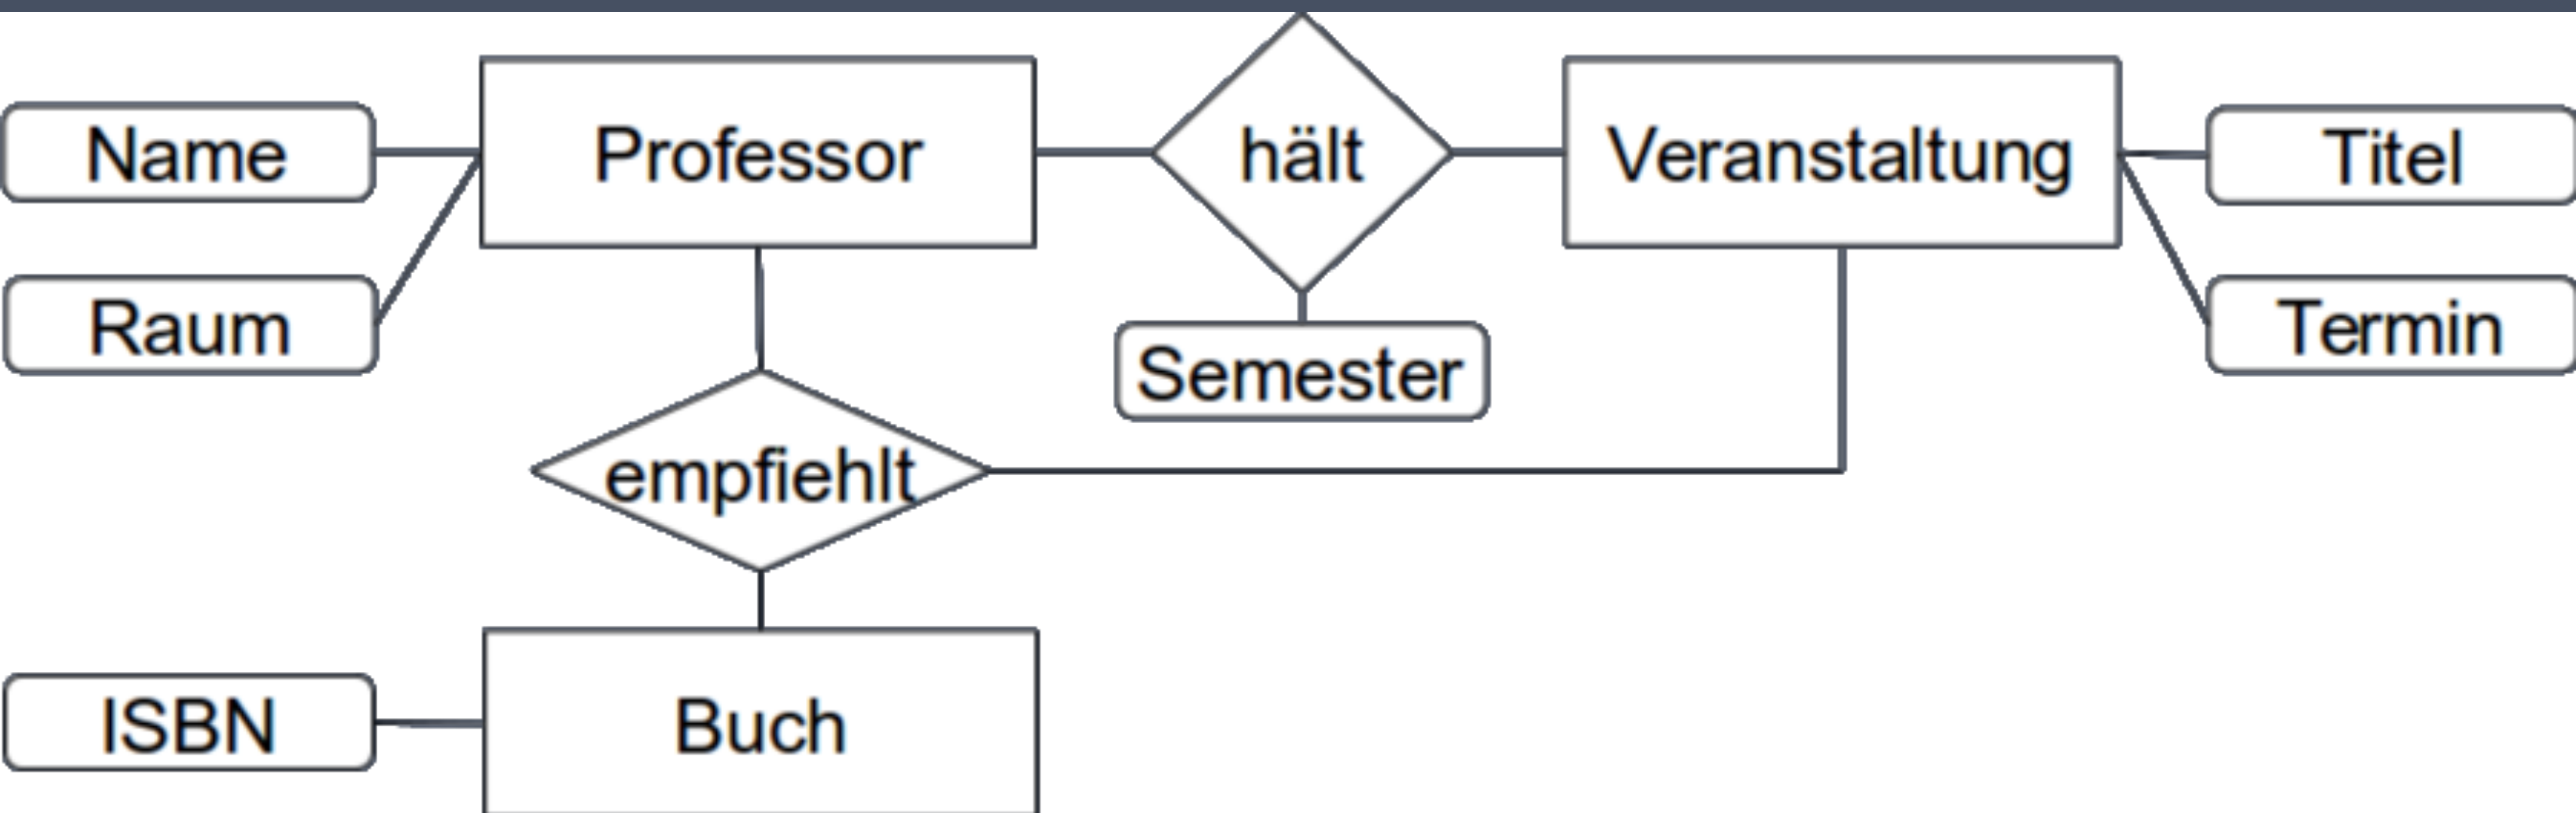 Name
Professor
hält
Veranstaltung
Titel
Raum
Semester
Termin
empfiehlt
ISBN
Buch